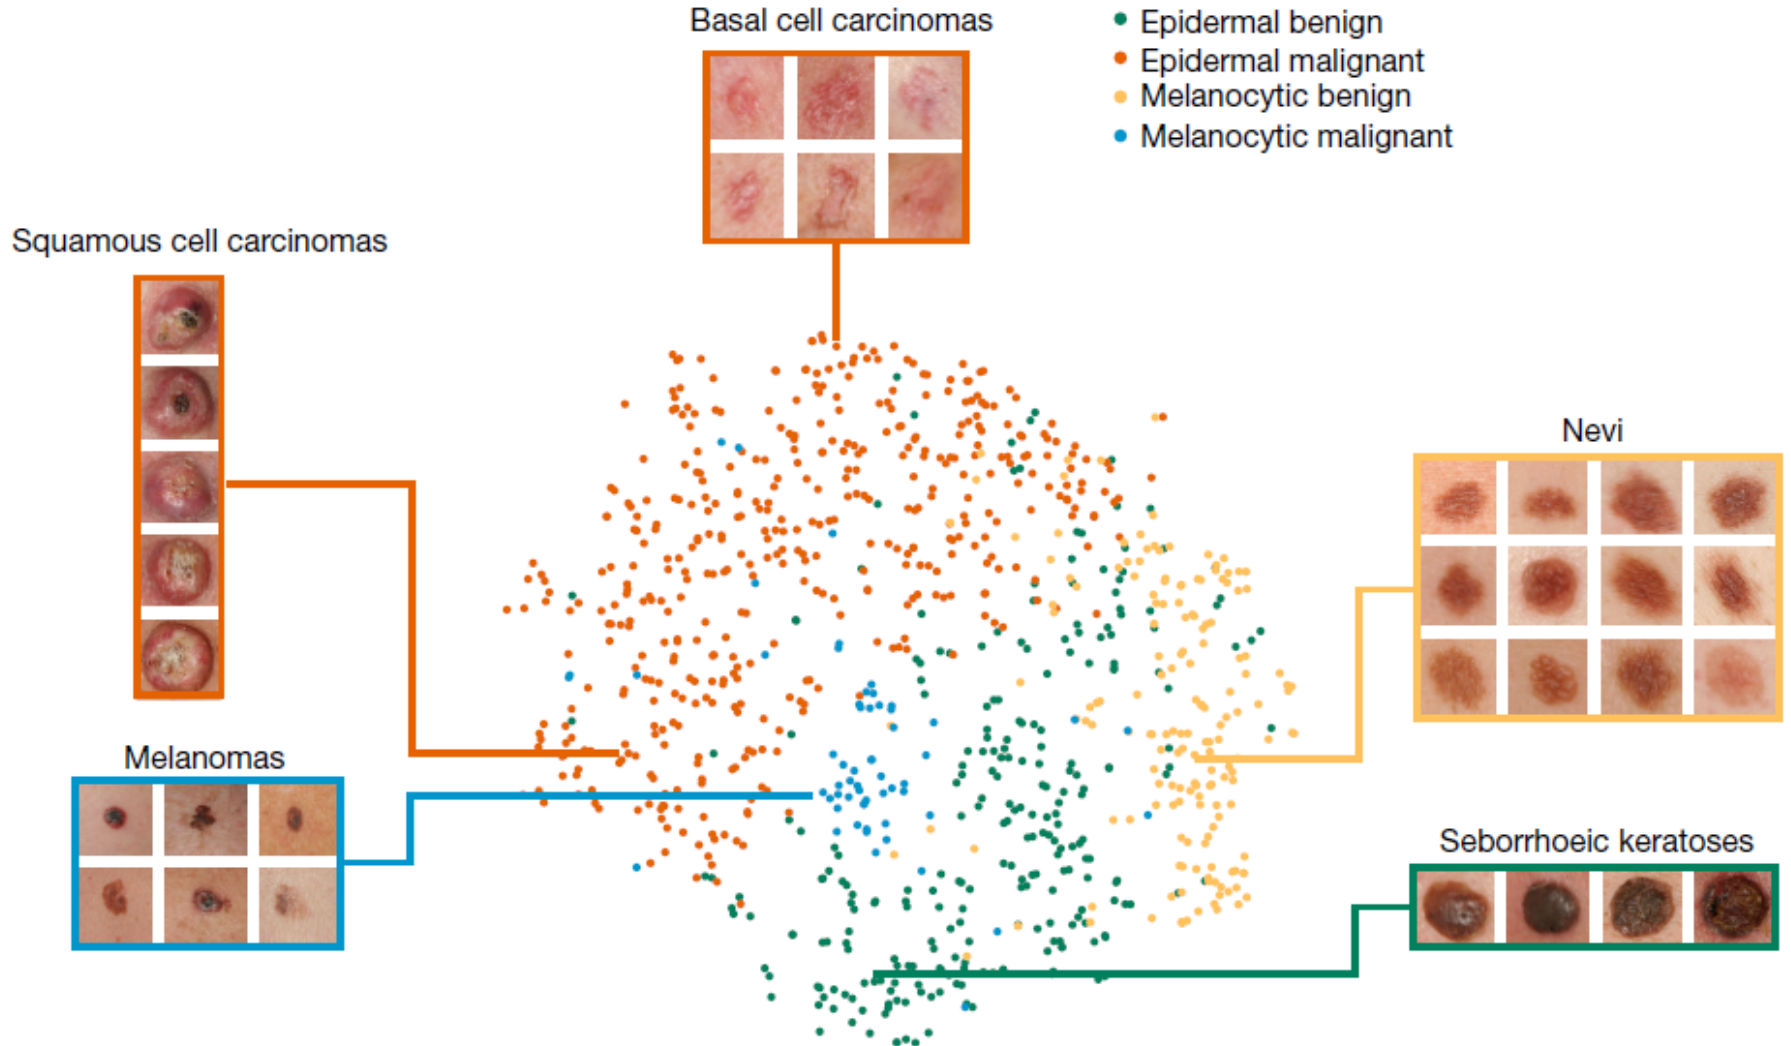 Basal cell carcinomas
Epidermal benign
Epidermal malignant
Melanocytic benign
Melanocytic malignant
Squamous cell carcinomas
Nevi
Melanomas
Seborrhoeic keratoses